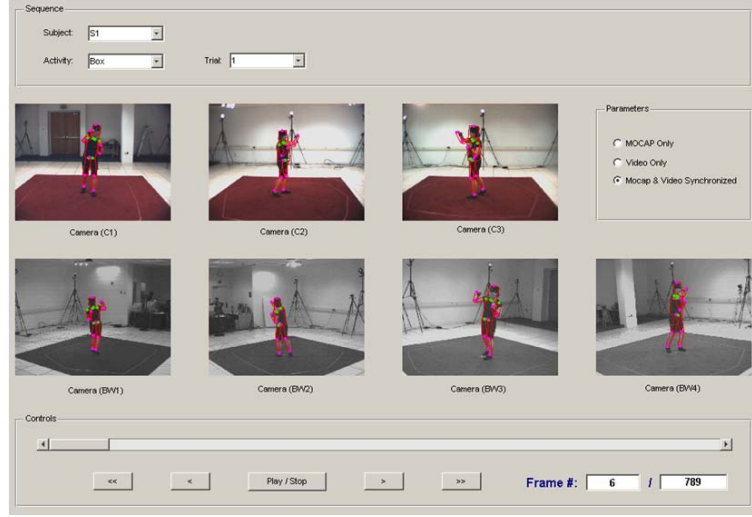 Sequence
Subject: S1
Activity: Box Trial: 1
Parameters
MOCAP Only
Video Only
Mocap & Video Synchronized
Camera (C1) Camera (C2) Camera (C3)
Camera (BW1) Camera (BW2) Camera (BW3) Camera (BW4)
Controls
<< < Play / Stop > >> Frame #: 6 / 789